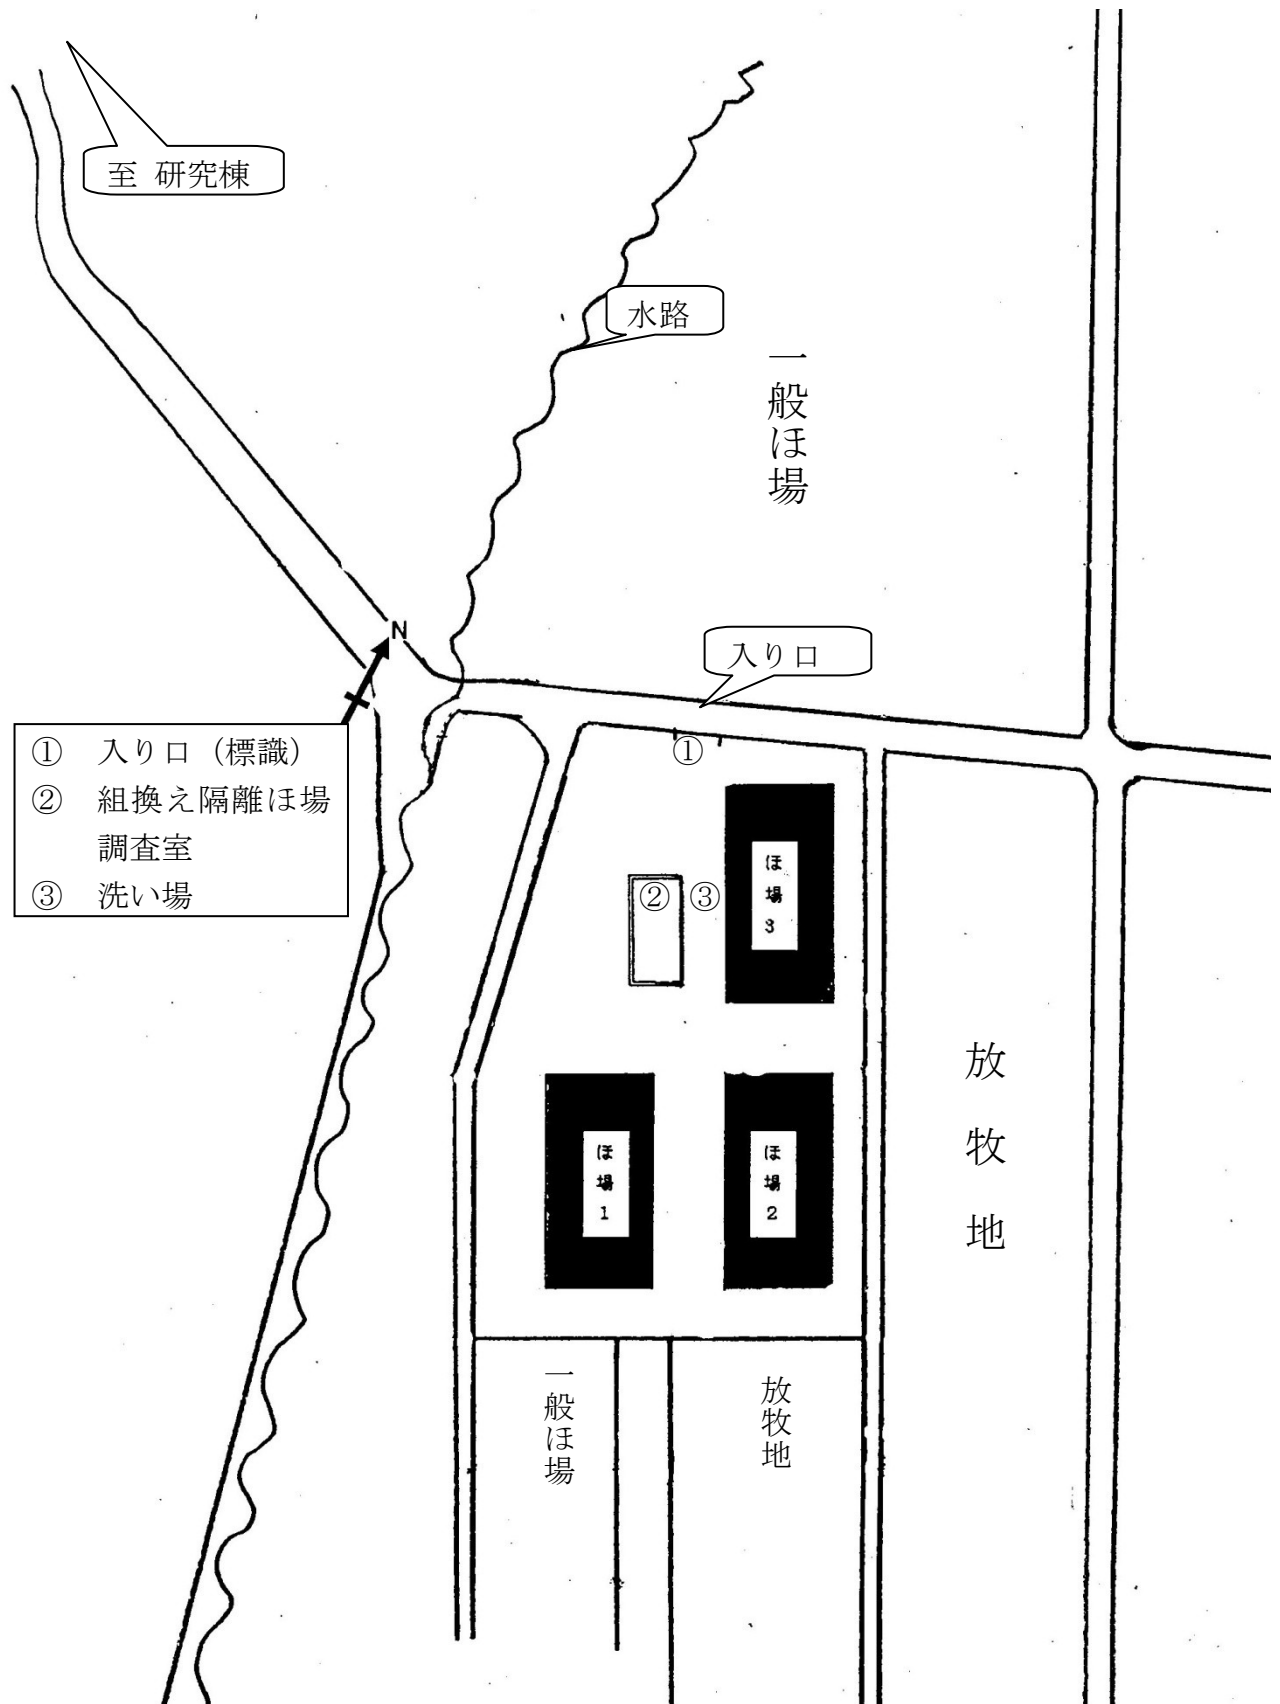 至 研究棟
水路
一般ほ場
N
入り口
① 入り口（標識）
② 組換え隔離ほ場
調査室
③ 洗い場
①
② ③
ほ場3
ほ場1
ほ場2
放牧地
一般ほ場
放牧地